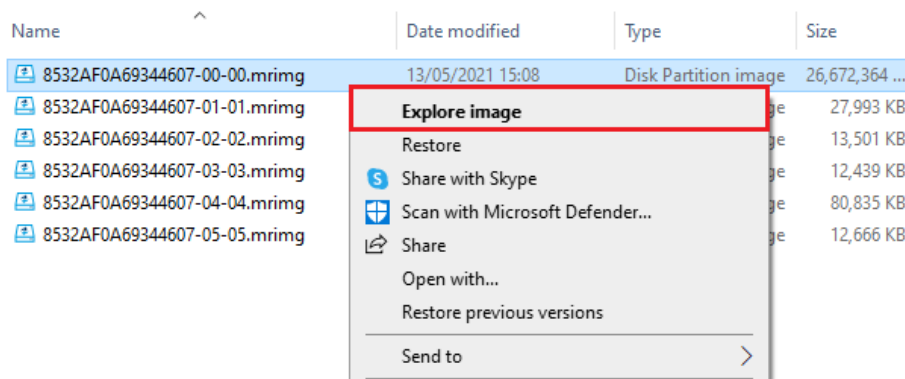 Name Date modified Type Size
8532AF0A69344607-00-00.mrimg 13/05/2021 15:08 Disk Partition image 26,672,364 ...
8532AF0A69344607-01-01.mrimg 27,993 KB
8532AF0A69344607-02-02.mrimg 13,501 KB
8532AF0A69344607-03-03.mrimg 12,439 KB
8532AF0A69344607-04-04.mrimg 80,835 KB
8532AF0A69344607-05-05.mrimg 12,666 KB
Explore image
Restore
Share with Skype
Scan with Microsoft Defender...
Share
Open with...
Restore previous versions
Send to